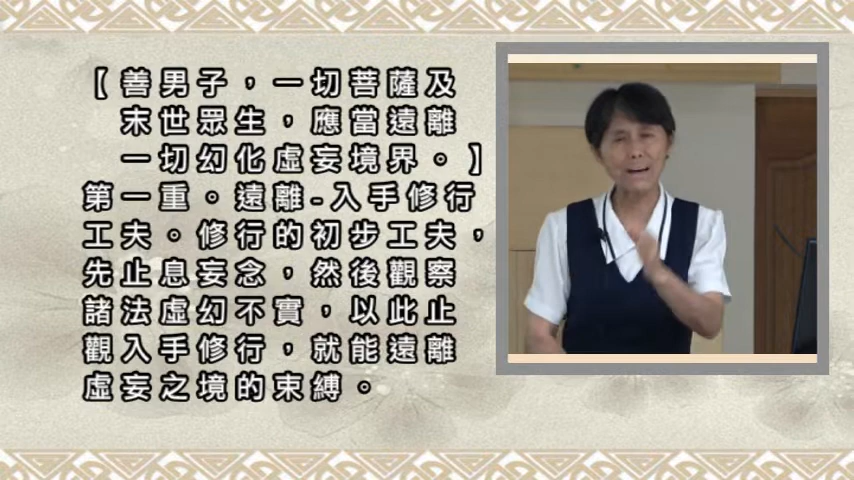 【善男子，一切菩薩及
末世眾生，應當遠離
一切幻化虛妄境界。】
第一重。遠離-入手修行
工夫。修行的初步工夫，
先止息妄念，然後觀察
諸法虛幻不實，以此止
觀入手修行，就能遠離
虛妄之境的束縛。